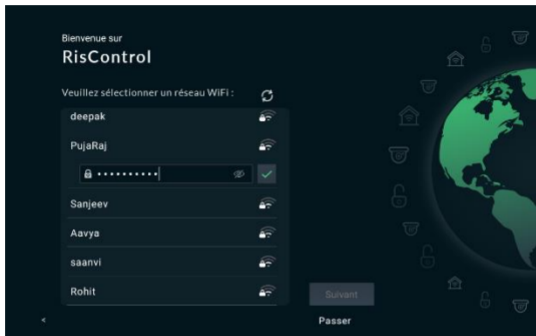 Bienvenue sur
RisControl
Veuillez sélectionner un réseau WiFi :
deepak
PujaRaj
••••••••••
Sanjeev
Aavya
saanvi
Rohit
Suivant
< Passer